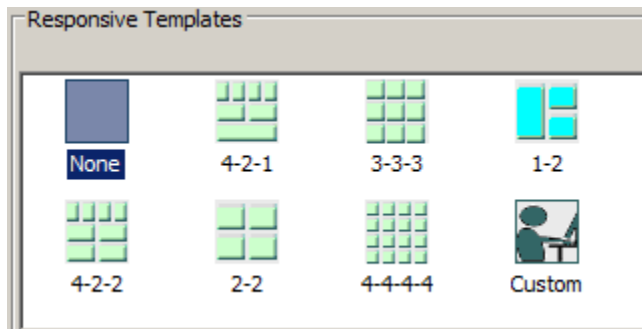 Responsive Templates
None
4-2-1
3-3-3
1-2
4-2-2
2-2
4-4-4-4
Custom